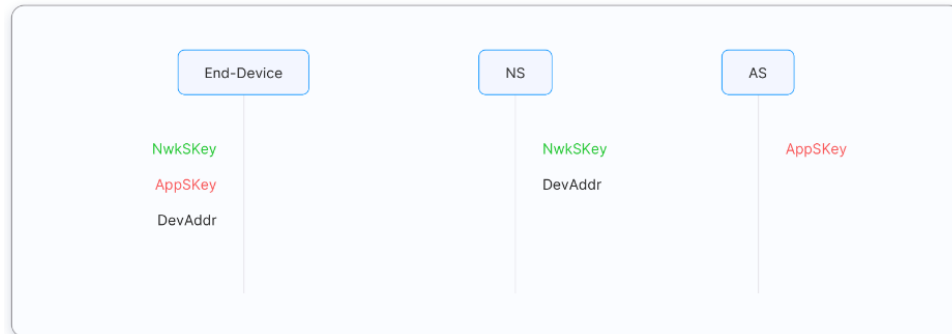 End-Device
NS
AS
NwkSKey
NwkSKey
AppSKey
AppSKey
DevAddr
DevAddr